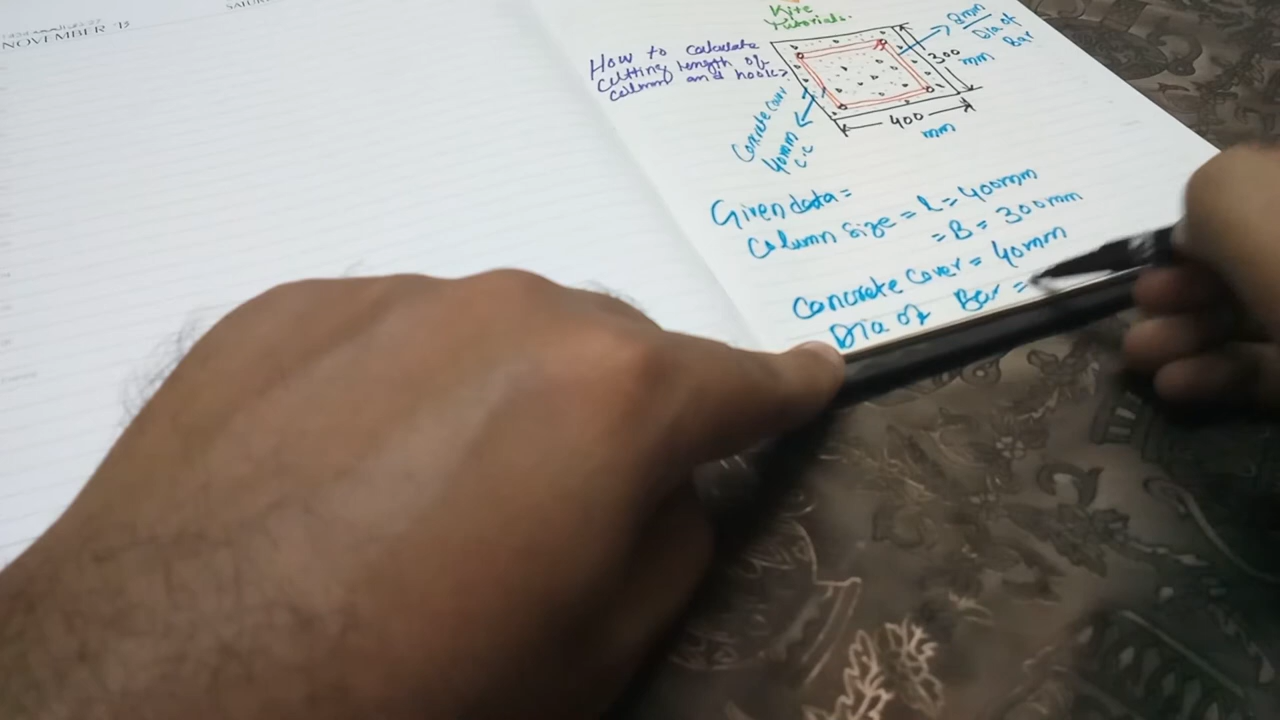 NOVEMBER '13
Kite
Tutorials.
How to calculate
cutting length of
column and hooks>
8mm
Dia of
Bar
300
mm
400
mm
Concrete Cover
40mm
C.C
Given data =
Column Size = L = 400mm
= B = 300mm
Concrete Cover = 40mm
Dia of Bar =